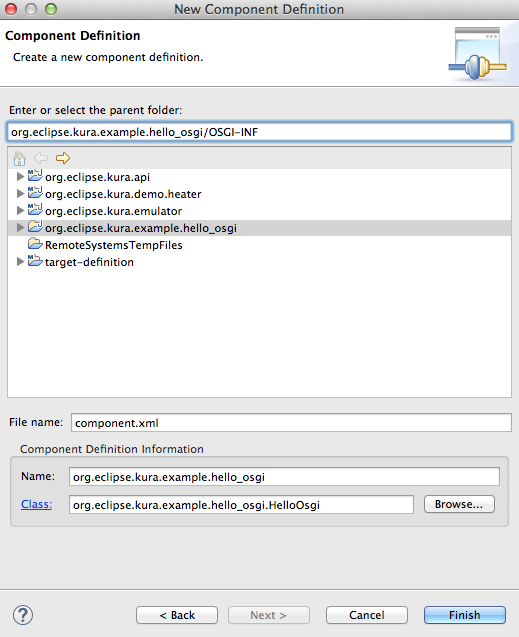 New Component Definition
Component Definition
Create a new component definition.
Enter or select the parent folder:
org.eclipse.kura.example.hello_osgi/OSGI-INF
org.eclipse.kura.api
org.eclipse.kura.demo.heater
org.eclipse.kura.emulator
org.eclipse.kura.example.hello_osgi
RemoteSystemsTempFiles
target-definition
File name: component.xml
Component Definition Information
Name: org.eclipse.kura.example.hello_osgi
Class: org.eclipse.kura.example.hello_osgi.HelloOsgi Browse...
? < Back Next > Cancel Finish